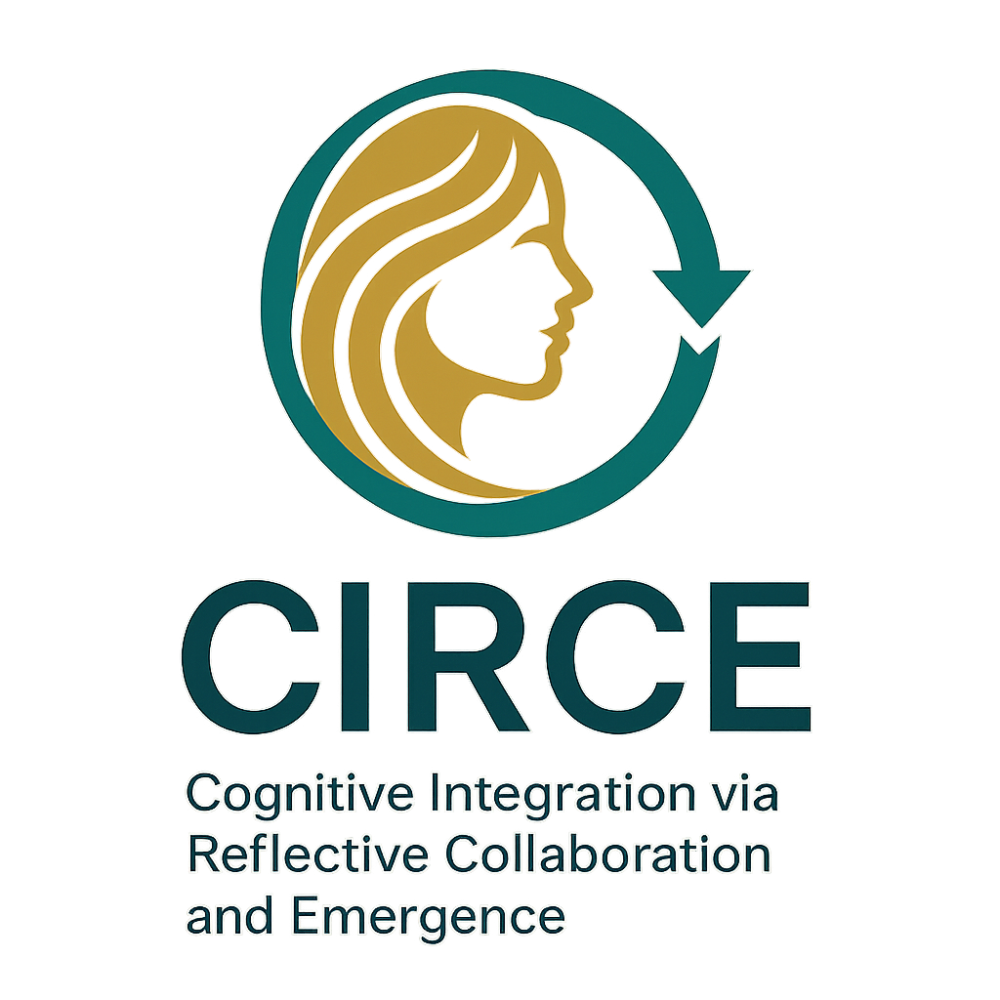 CIRCE
Cognitive Integration via
Reflective Collaboration
and Emergence